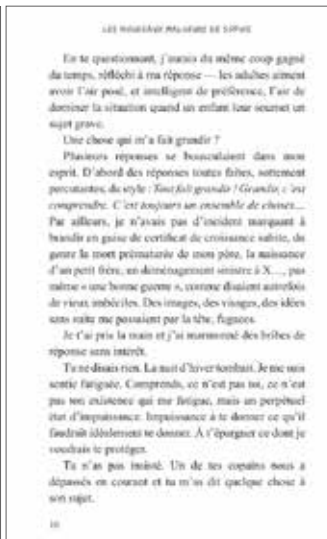 LES NOUVEAUX MALHEURS DE SOPHIE
En te questionnant, j'aurais du même coup gagné
du temps, réfléchi à ma réponse — les adultes aiment
avoir l'air posé, et intelligent de préférence, l'air de
dominer la situation quand un enfant leur soumet un
sujet grave.
Une chose qui m'a fait grandir ?
Plusieurs réponses se bousculaient dans mon
esprit. D'abord des réponses toutes faites, sottement
percutantes, du style : Tout fait grandir ! Grandir, c'est
comprendre. C'est toujours un ensemble de choses...
Par ailleurs, je n'avais pas d'incident marquant à
brandir en guise de certificat de croissance subite, du
genre la mort prématurée de mon père, la naissance
d'un petit frère, un déménagement sinistre à X..., pas
même « une bonne guerre », comme disaient autrefois
de vieux imbéciles. Des images, des visages, des idées
sans suite me passaient par la tête, fugaces.
Je t'ai pris la main et j'ai marmonné des bribes de
réponse sans intérêt.
Tu ne disais rien. La nuit d'hiver tombait. Je me suis
sentie fatiguée. Comprends, ce n'est pas toi, ce n'est
pas ton existence qui me fatigue, mais un perpétuel
état d'impuissance. Impuissance à te donner ce qu'il
faudrait idéalement te donner. À t'épargner ce dont je
voudrais te protéger.
Tu n'as pas insisté. Un de tes copains nous a
dépassés en courant et tu m'as dit quelque chose à
son sujet.